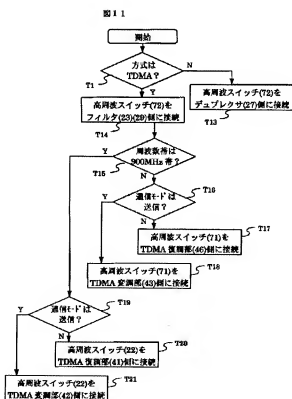 図11
開始
方式は
TDMA?
N
T1
Y
高周波スイッチ(72)を
デュプレクサ(27)側に接続
T13
高周波スイッチ(72)を
フィルタ(23)(29)側に接続
T14
周波数帯は
900MHz帯?
Y
T15
N
T16
通信モードは
送信?
Y
N
T17
高周波スイッチ(71)を
TDMA復調部(46)側に接続
T18
高周波スイッチ(71)を
TDMA変調部(43)側に接続
T19
通信モードは
送信?
Y
N
T20
高周波スイッチ(22)を
TDMA復調部(41)側に接続
T21
高周波スイッチ(22)を
TDMA変調部(42)側に接続